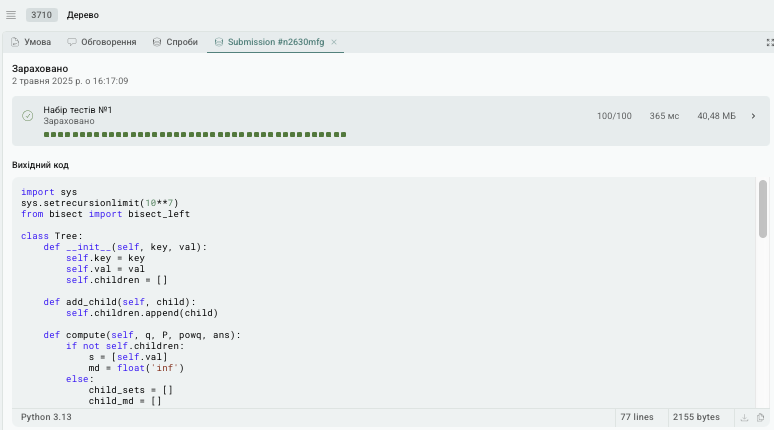 3710 Дерево
Умова Обговорення Спроби Submission #n2630mfg ×
Зараховано
2 травня 2025 р. о 16:17:09
Набір тестів №1
Зараховано
100/100 365 мс 40,48 МБ
Вихідний код
import sys
sys.setrecursionlimit(10**7)
from bisect import bisect_left
class Tree:
    def __init__(self, key, val):
        self.key = key
        self.val = val
        self.children = []
    def add_child(self, child):
        self.children.append(child)
    def compute(self, q, P, powq, ans):
        if not self.children:
            s = [self.val]
            md = float('inf')
        else:
            child_sets = []
            child_md = []
Python 3.13 77 lines 2155 bytes